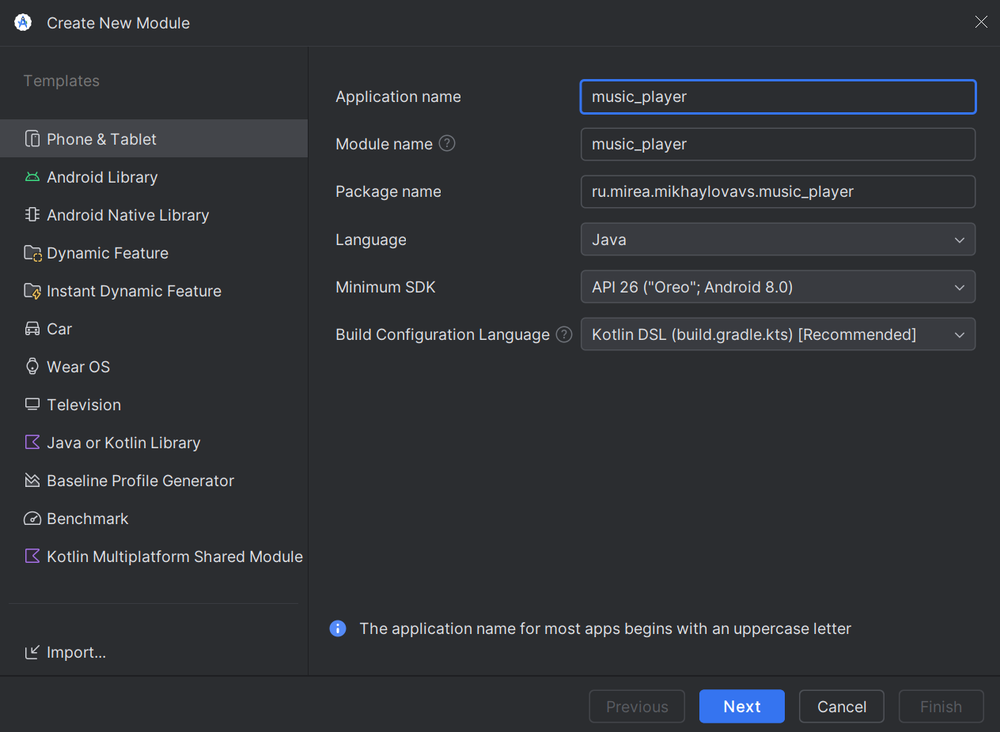 Create New Module
Templates
Phone & Tablet
Android Library
Android Native Library
Dynamic Feature
Instant Dynamic Feature
Car
Wear OS
Television
Java or Kotlin Library
Baseline Profile Generator
Benchmark
Kotlin Multiplatform Shared Module
Import...
Application name
music_player
Module name ?
music_player
Package name
ru.mirea.mikhaylovavs.music_player
Language
Java
Minimum SDK
API 26 ("Oreo"; Android 8.0)
Build Configuration Language ?
Kotlin DSL (build.gradle.kts) [Recommended]
The application name for most apps begins with an uppercase letter
Previous
Next
Cancel
Finish